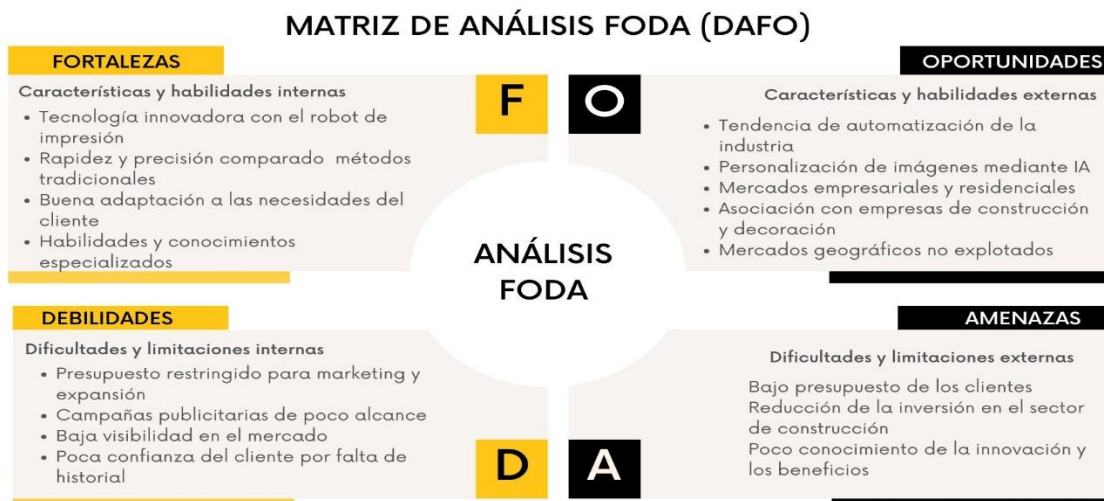 MATRIZ DE ANÁLISIS FODA (DAFO)
FORTALEZAS
Características y habilidades internas
• Tecnología innovadora con el robot de
impresión
• Rapidez y precisión comparado métodos
tradicionales
• Buena adaptación a las necesidades del
cliente
• Habilidades y conocimientos
especializados
F
O
OPORTUNIDADES
Características y habilidades externas
• Tendencia de automatización de la
industria
• Personalización de imágenes mediante IA
• Mercados empresariales y residenciales
• Asociación con empresas de construcción
y decoración
• Mercados geográficos no explotados
ANÁLISIS
FODA
DEBILIDADES
Dificultades y limitaciones internas
• Presupuesto restringido para marketing y
expansión
• Campañas publicitarias de poco alcance
• Baja visibilidad en el mercado
• Poca confianza del cliente por falta de
historial
D
A
AMENAZAS
Dificultades y limitaciones externas
Bajo presupuesto de los clientes
Reducción de la inversión en el sector
de construcción
Poco conocimiento de la innovación y
los beneficios